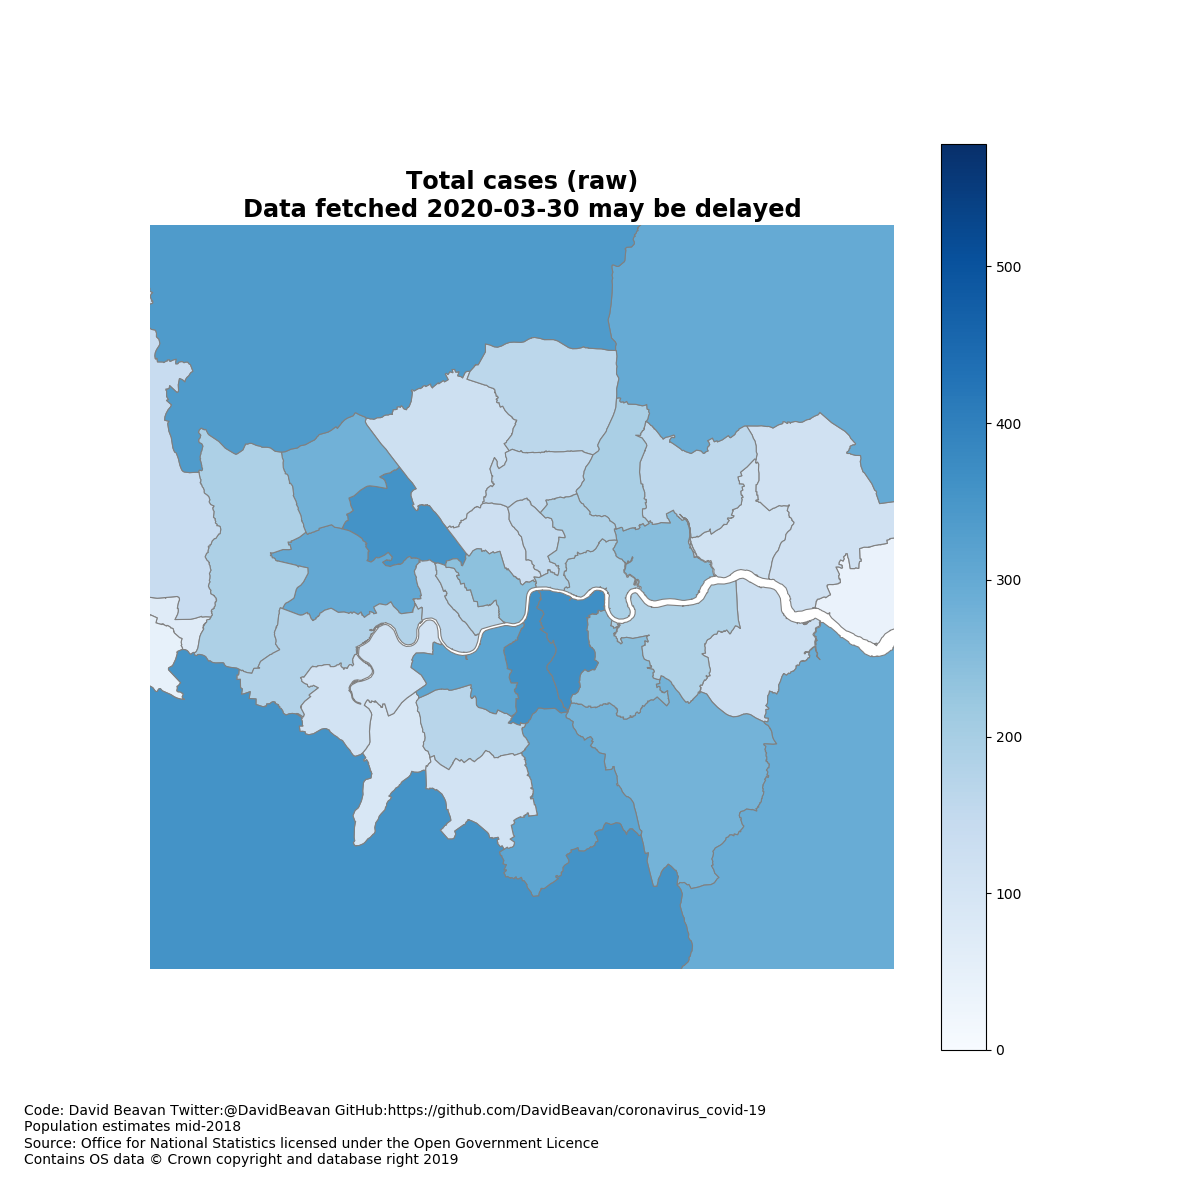 Total cases (raw)
Data fetched 2020-03-30 may be delayed
500
400
300
200
100
0
Code: David Beavan Twitter:@DavidBeavan GitHub:https://github.com/DavidBeavan/coronavirus_covid-19
Population estimates mid-2018
Source: Office for National Statistics licensed under the Open Government Licence
Contains OS data © Crown copyright and database right 2019